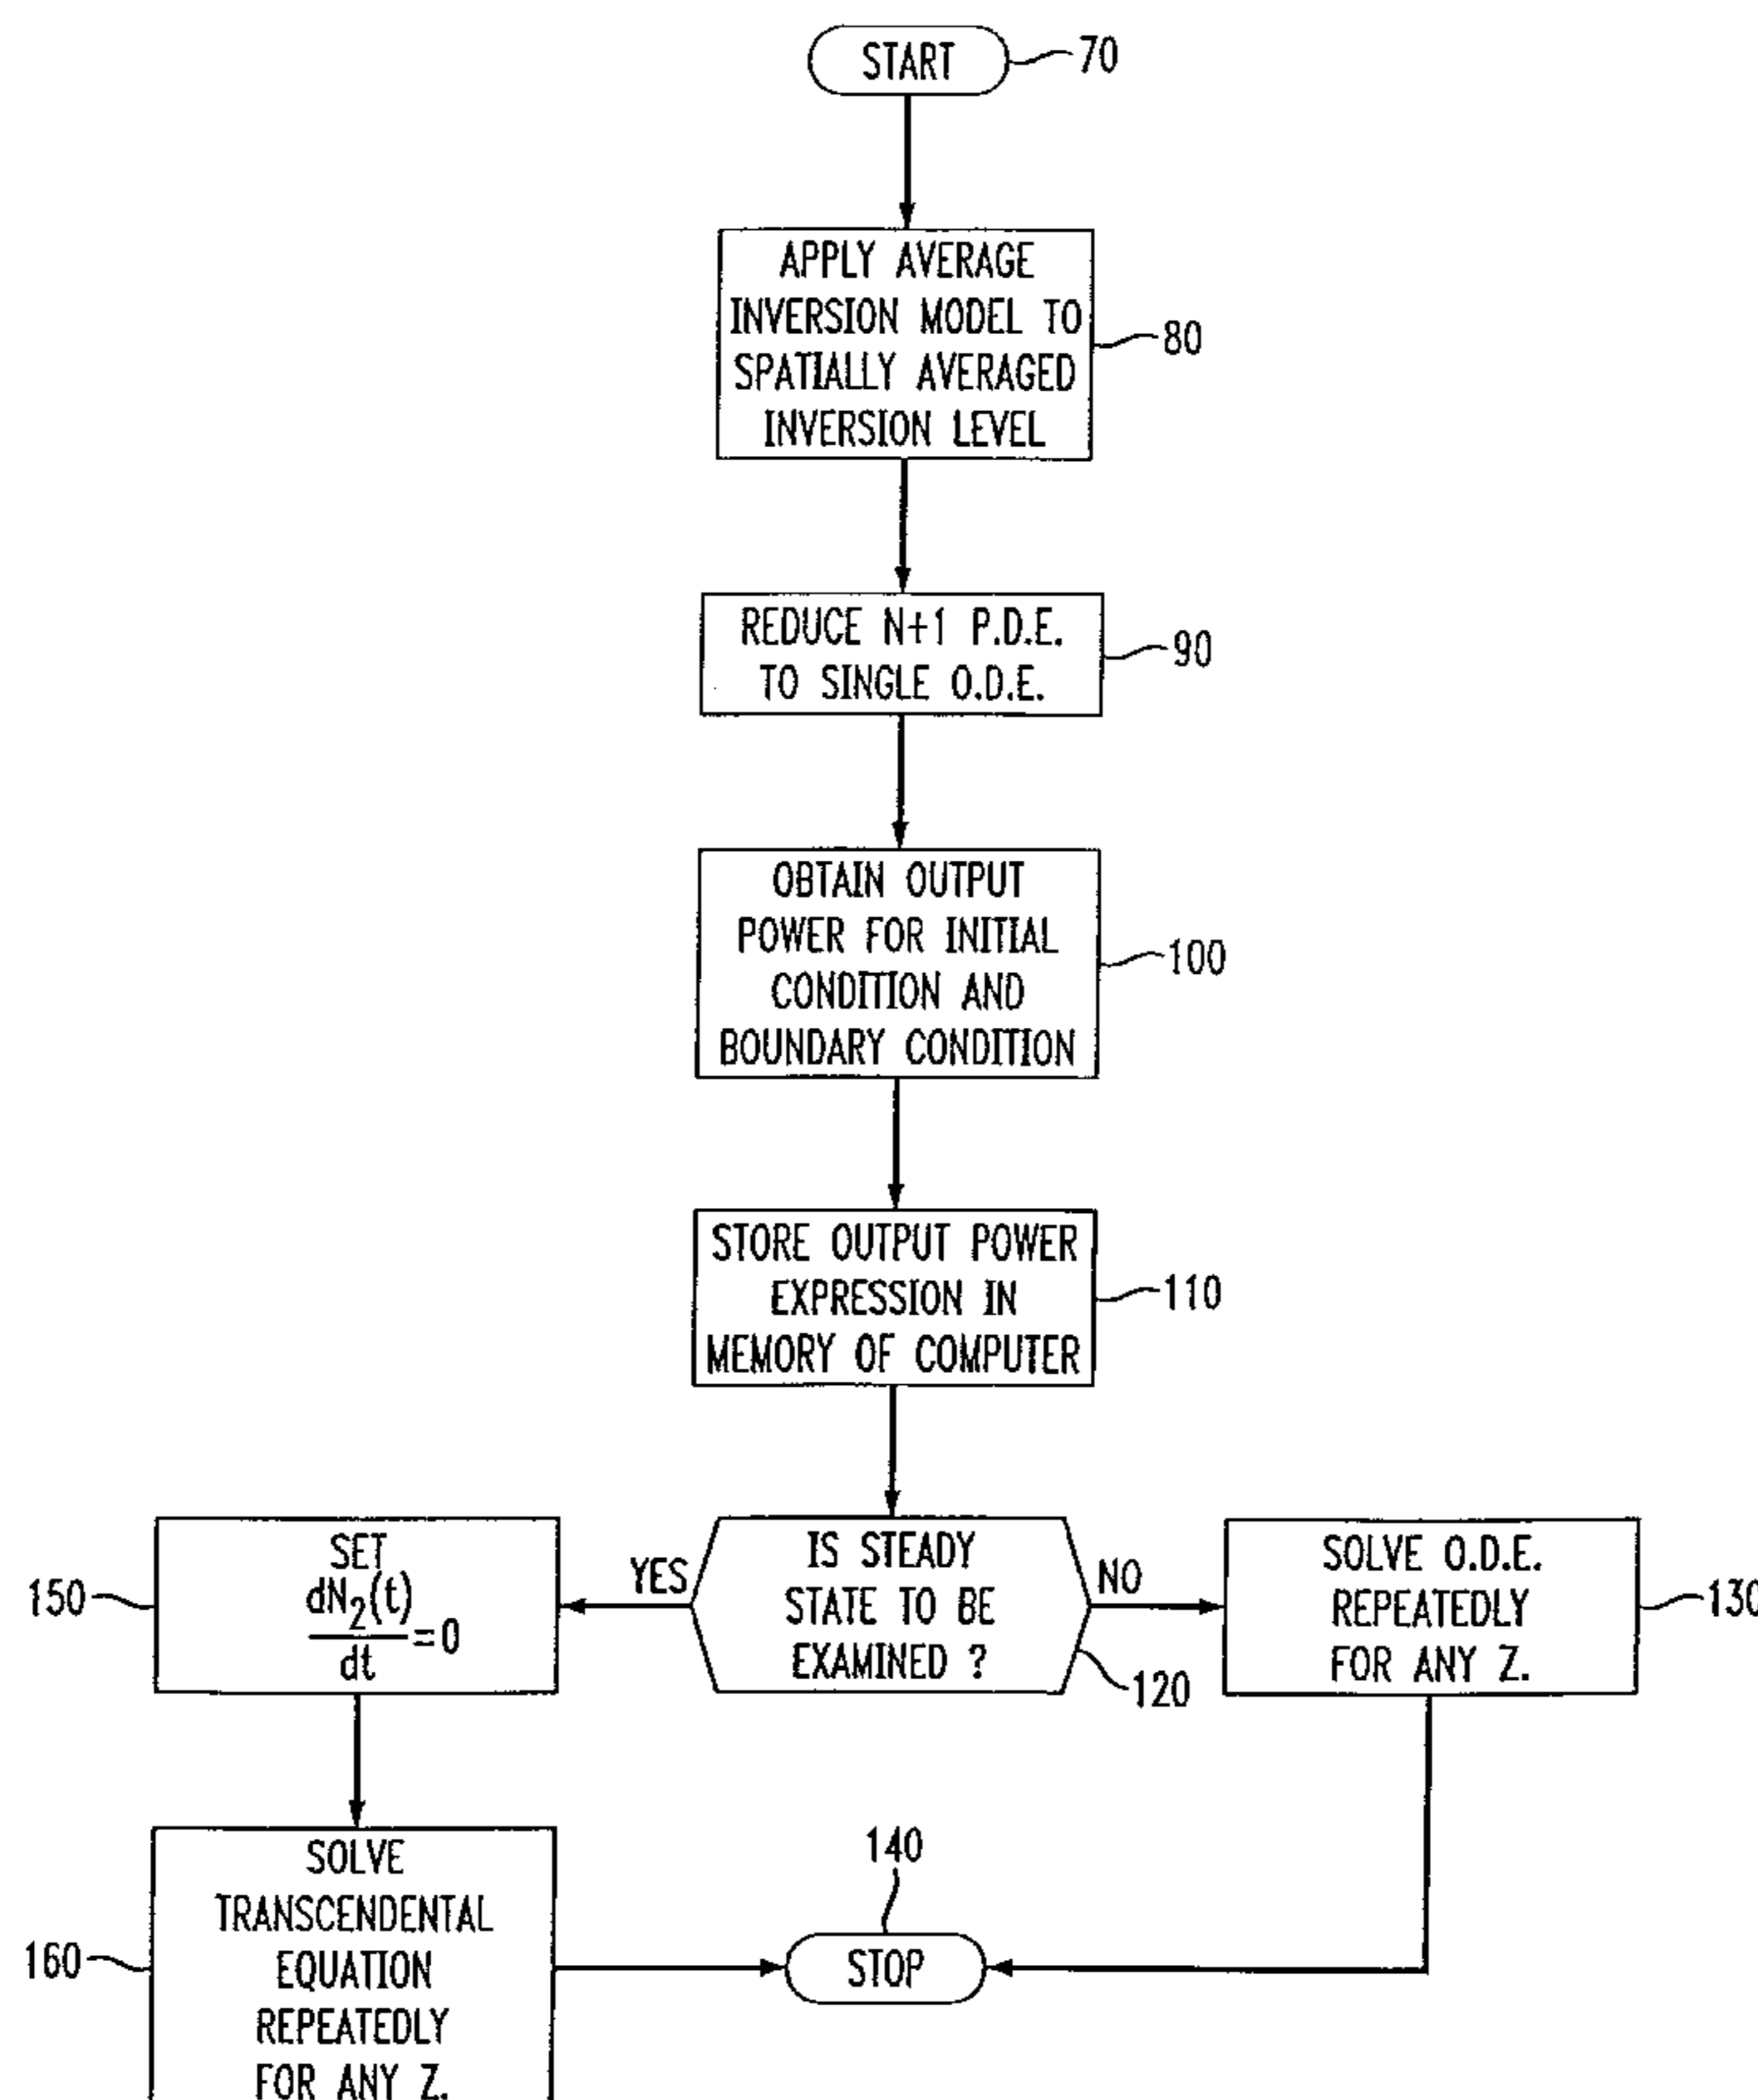 START
70
APPLY AVERAGE
INVERSION MODEL TO
SPATIALLY AVERAGED
INVERSION LEVEL
80
REDUCE N+1 P.D.E.
TO SINGLE O.D.E.
90
OBTAIN OUTPUT
POWER FOR INITIAL
CONDITION AND
BOUNDARY CONDITION
100
STORE OUTPUT POWER
EXPRESSION IN
MEMORY OF COMPUTER
110
IS STEADY
STATE TO BE
EXAMINED ?
120
YES
NO
150
SET
dN₂(t)
dt
=0
SOLVE O.D.E.
REPEATEDLY
FOR ANY Z.
130
160
SOLVE
TRANSCENDENTAL
EQUATION
REPEATEDLY
FOR ANY Z.
140
STOP